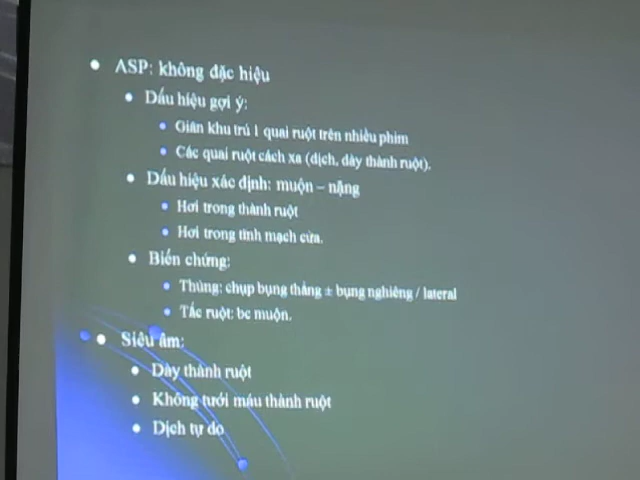 ASP: không đặc hiệu
Dấu hiệu gợi ý:
Giãn khu trú 1 quai ruột trên nhiều phim
Các quai ruột cách xa (dịch, dày thành ruột).
Dấu hiệu xác định: muộn – nặng
Hơi trong thành ruột
Hơi trong tĩnh mạch cửa.
Biến chứng:
Thủng: chụp bụng thẳng ± bụng nghiêng / lateral
Tắc ruột: bc muộn.
Siêu âm:
Dày thành ruột
Không tưới máu thành ruột
Dịch tự do